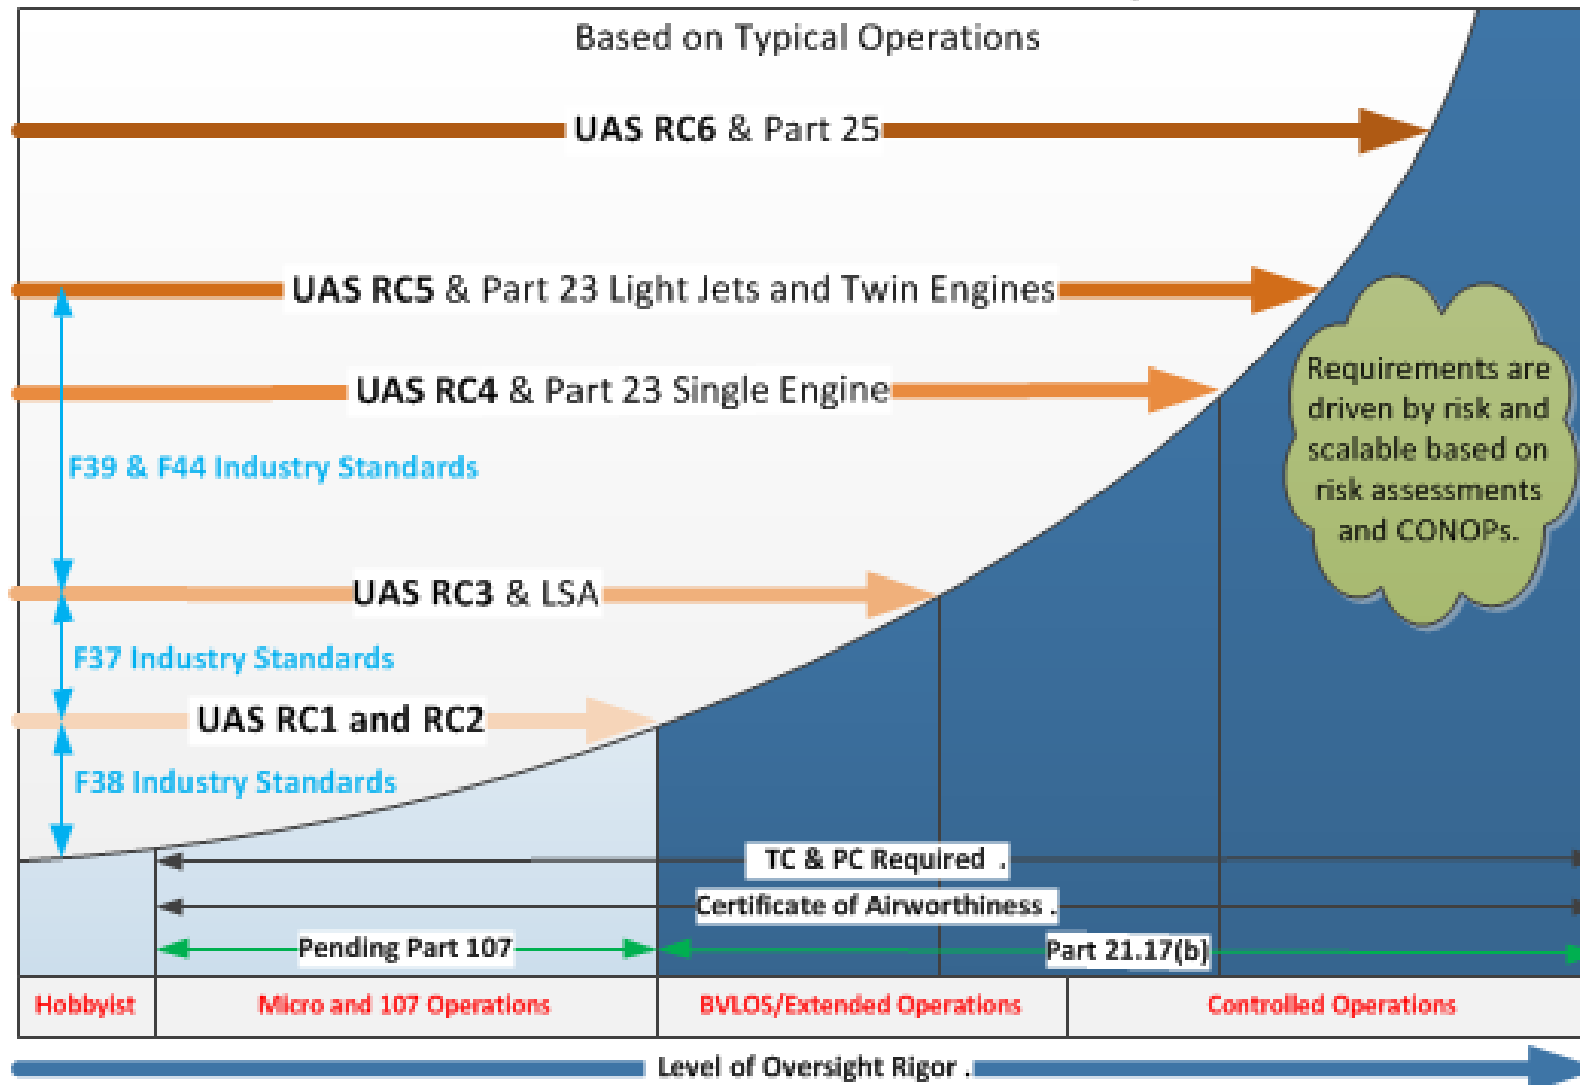 Based on Typical Operations
UAS RC6 & Part 25
UAS RC5 & Part 23 Light Jets and Twin Engines
UAS RC4 & Part 23 Single Engine
Requirements are
driven by risk and
scalable based on
risk assessments
and CONOPs.
F39 & F44 Industry Standards
UAS RC3 & LSA
F37 Industry Standards
UAS RC1 and RC2
F38 Industry Standards
TC & PC Required .
Certificate of Airworthiness .
Pending Part 107
Part 21.17(b)
Hobbyist
Micro and 107 Operations
BVLOS/Extended Operations
Controlled Operations
Level of Oversight Rigor .